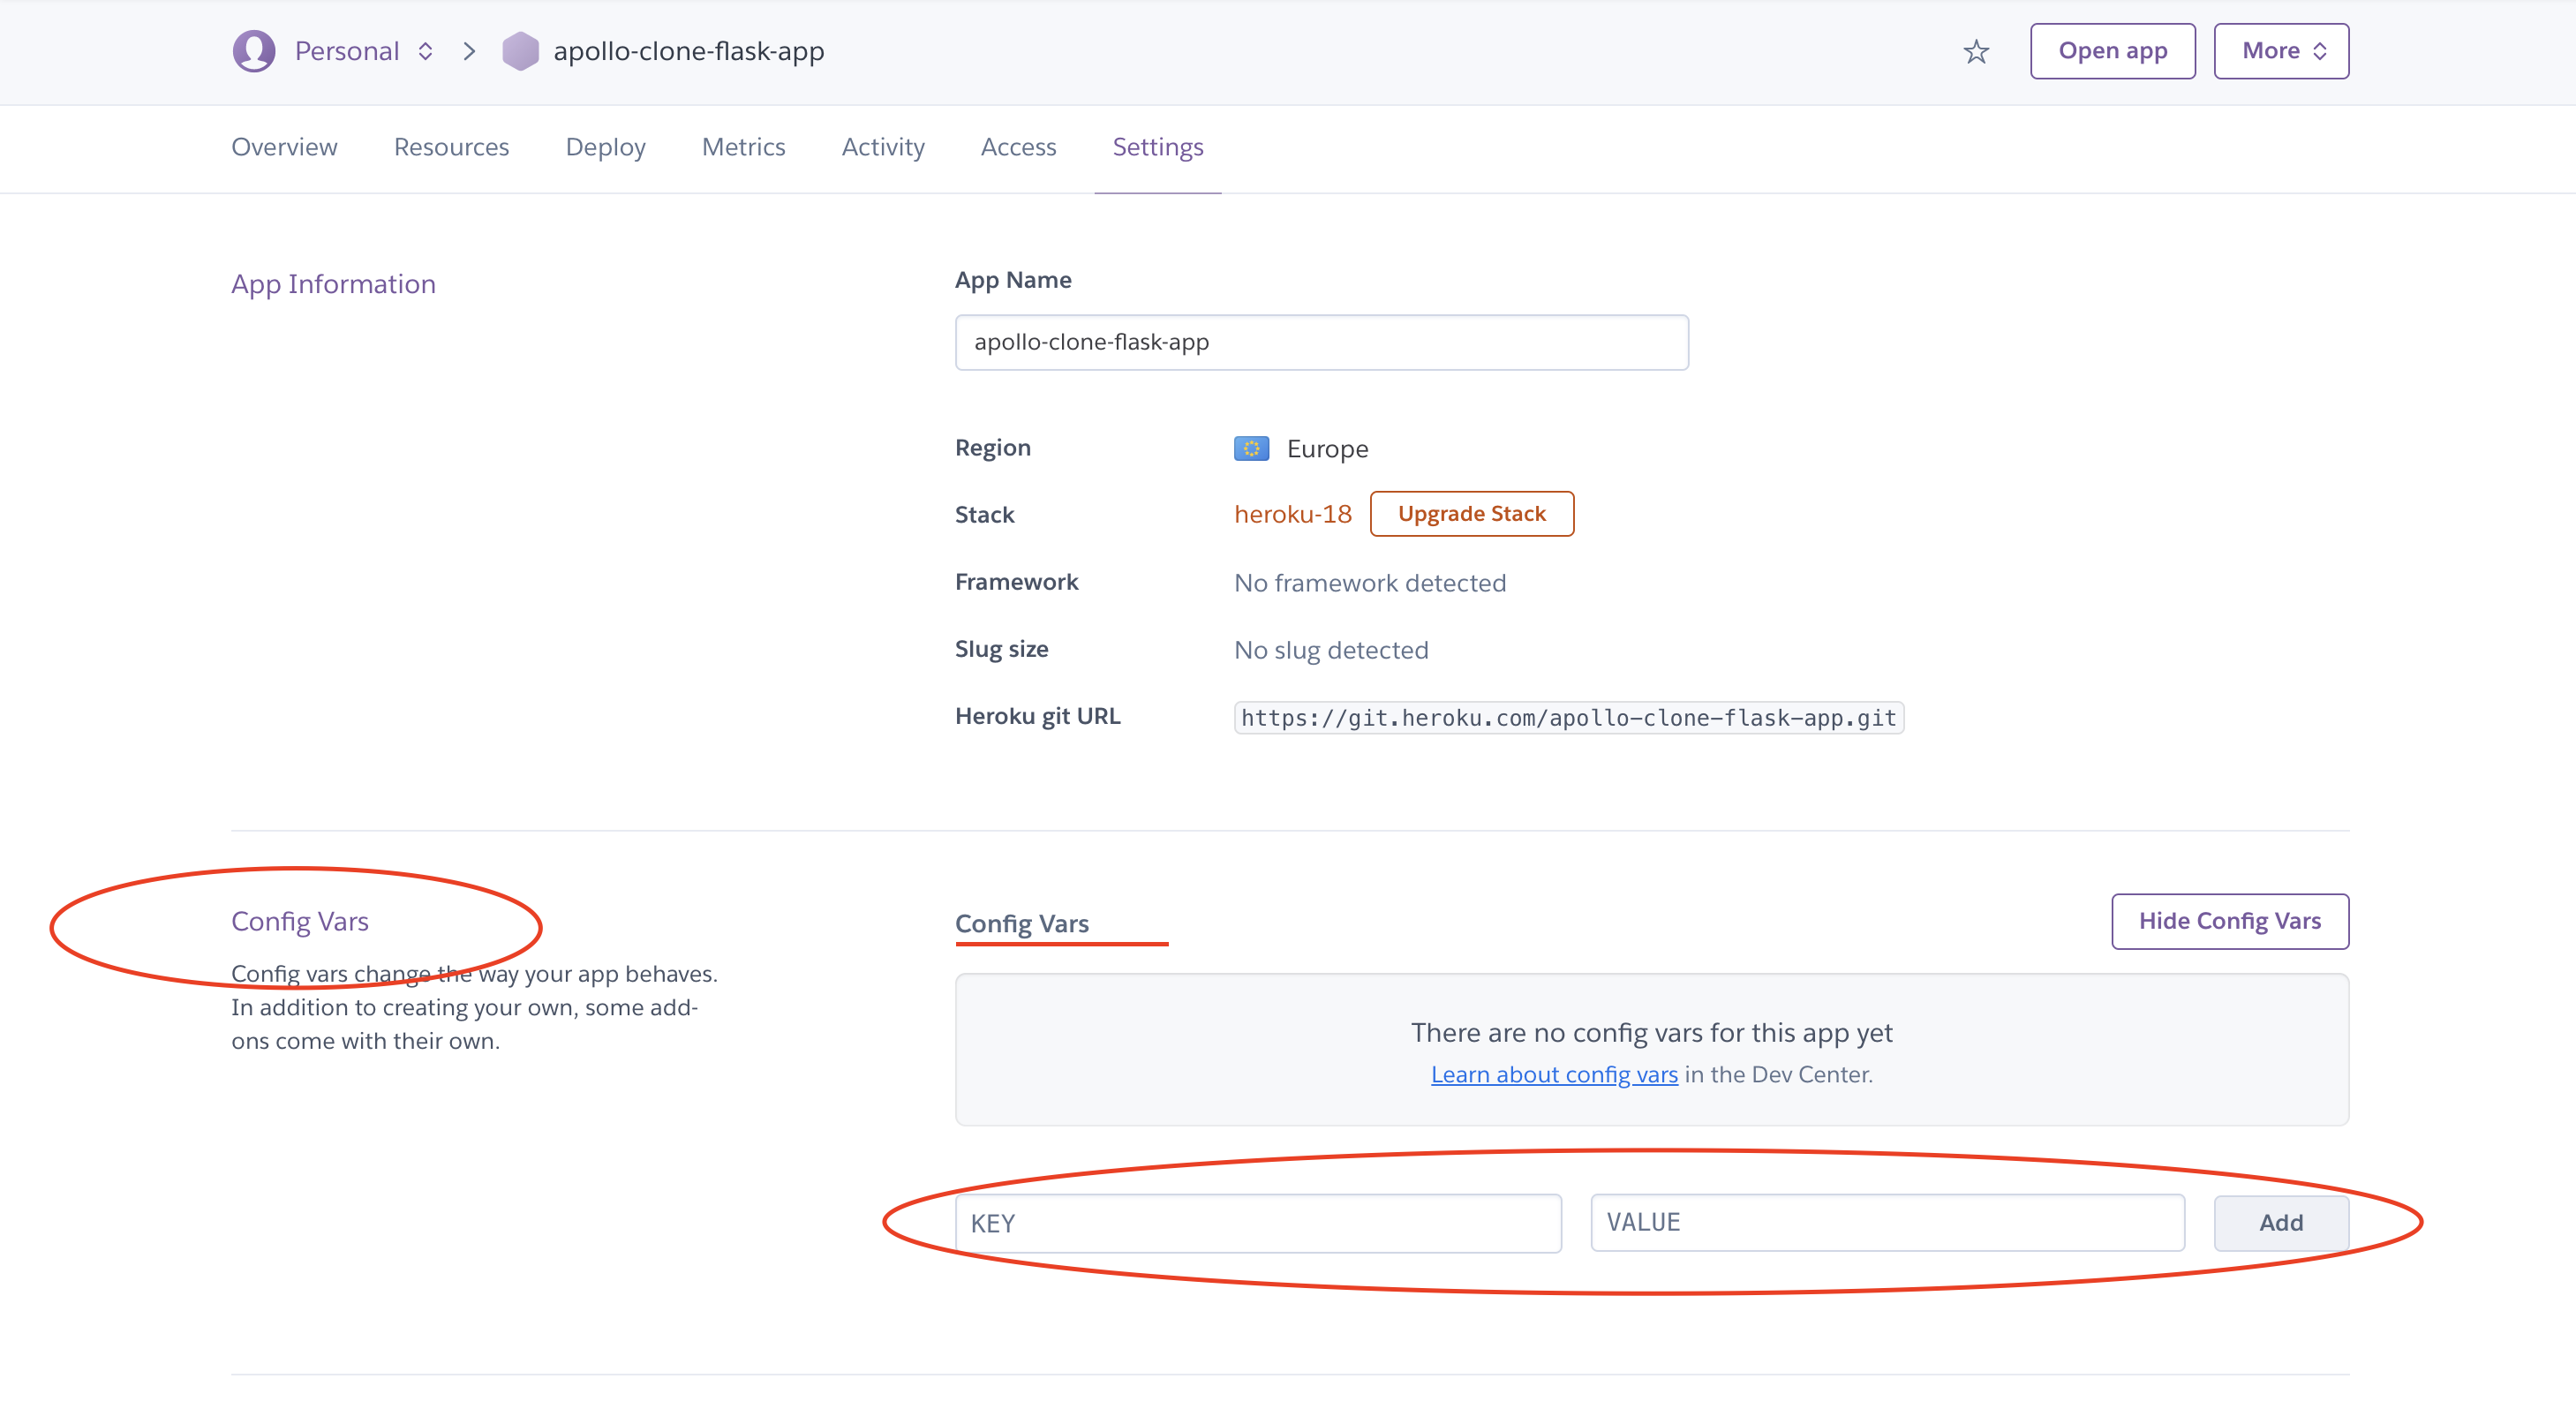 Personal > apollo-clone-flask-app Open app More
Overview Resources Deploy Metrics Activity Access Settings
App Information
App Name
apollo-clone-flask-app
Region Europe
Stack heroku-18 Upgrade Stack
Framework No framework detected
Slug size No slug detected
Heroku git URL https://git.heroku.com/apollo-clone-flask-app.git
Config Vars
Config vars change the way your app behaves.
In addition to creating your own, some add-
ons come with their own.
Config Vars Hide Config Vars
There are no config vars for this app yet
Learn about config vars in the Dev Center.
KEY VALUE Add